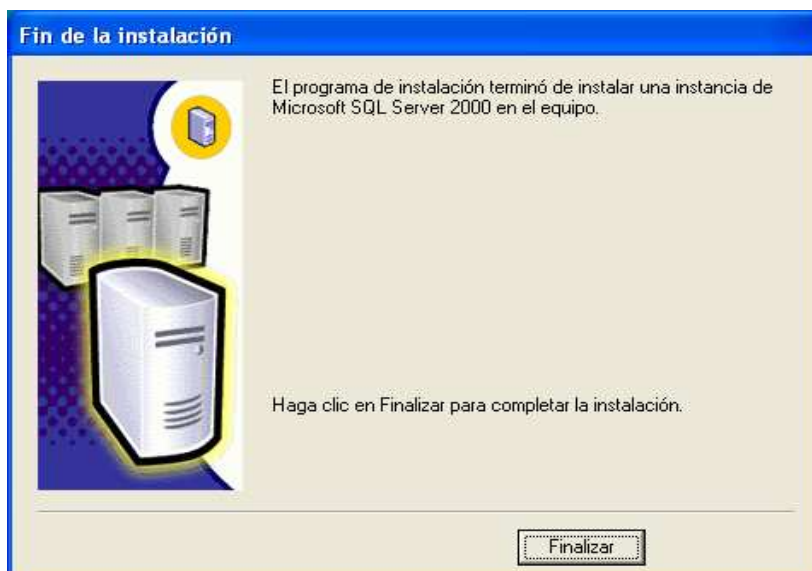 Fin de la instalación
El programa de instalación terminó de instalar una instancia de
Microsoft SQL Server 2000 en el equipo.
Haga clic en Finalizar para completar la instalación.
Finalizar